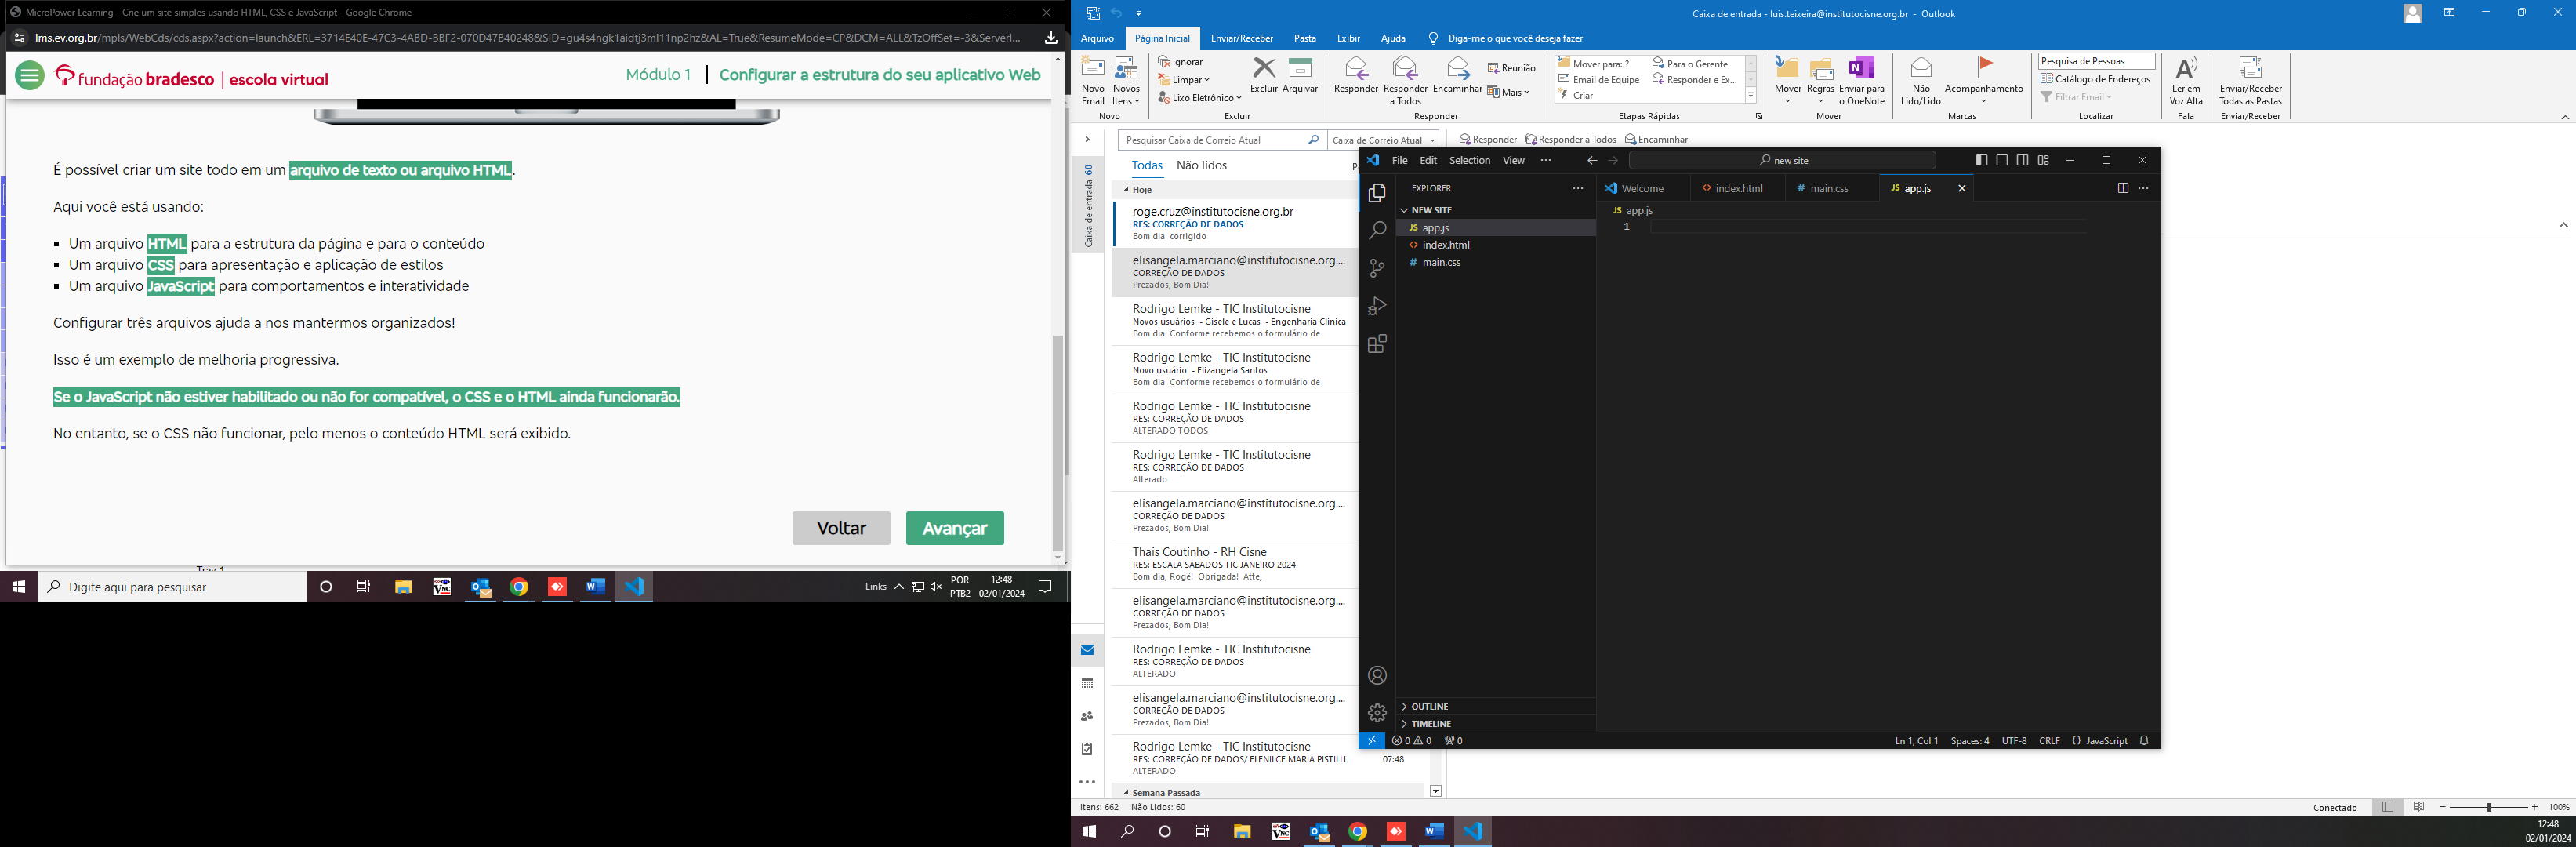 MicroPower Learning - Crie um site simples usando HTML, CSS e JavaScript - Google Chrome
lms.ev.org.br/mpls/WebCds/cds.aspx?action=launch&ERL=3714E40E-47C3-4ABD-BBF2-070D47B40248&SID=gu4s4ngk1aidtj3ml11np2hz&AL=True&ResumeMode=CP&DCM=ALL&TzOffSet=-3&ServerI...
fundação bradesco | escola virtual
Módulo 1 | Configurar a estrutura do seu aplicativo Web
É possível criar um site todo em um arquivo de texto ou arquivo HTML.
Aqui você está usando:
▪ Um arquivo HTML para a estrutura da página e para o conteúdo
▪ Um arquivo CSS para apresentação e aplicação de estilos
▪ Um arquivo JavaScript para comportamentos e interatividade
Configurar três arquivos ajuda a nos mantermos organizados!
Isso é um exemplo de melhoria progressiva.
Se o JavaScript não estiver habilitado ou não for compatível, o CSS e o HTML ainda funcionarão.
No entanto, se o CSS não funcionar, pelo menos o conteúdo HTML será exibido.
Voltar Avançar
Digite aqui para pesquisar
Links POR PTB2 12:48 02/01/2024
Caixa de entrada - luis.teixeira@institutocisne.org.br - Outlook
Arquivo Página Inicial Enviar/Receber Pasta Exibir Ajuda Diga-me o que você deseja fazer
Novo Email
Novos Itens
Novo
Ignorar
Limpar
Lixo Eletrônico
Excluir Arquivar
Excluir
Responder
Responder a Todos
Encaminhar
Reunião
Mais
Responder
Mover para: ?
Email de Equipe
Criar
Para o Gerente
Responder e Ex...
Etapas Rápidas
Mover
Regras
Enviar para o OneNote
Mover
Não Lido/Lido
Acompanhamento
Marcas
Pesquisa de Pessoas
Catálogo de Endereços
Filtrar Email
Localizar
Ler em Voz Alta
Fala
Enviar/Receber Todas as Pastas
Enviar/Receber
Caixa de entrada 60
Pesquisar Caixa de Correio Atual
Caixa de Correio Atual
Responder Responder a Todos Encaminhar
Todas Não lidos P
Hoje
roge.cruz@institutocisne.org.br
RES: CORREÇÃO DE DADOS
Bom dia corrigido
elisangela.marciano@institutocisne.org....
CORREÇÃO DE DADOS
Prezados, Bom Dia!
Rodrigo Lemke - TIC Institutocisne
Novos usuários - Gisele e Lucas - Engenharia Clinica
Bom dia Conforme recebemos o formulário de
Rodrigo Lemke - TIC Institutocisne
Novo usuário - Elizangela Santos
Bom dia Conforme recebemos o formulário de
Rodrigo Lemke - TIC Institutocisne
RES: CORREÇÃO DE DADOS
ALTERADO TODOS
Rodrigo Lemke - TIC Institutocisne
RES: CORREÇÃO DE DADOS
Alterado
elisangela.marciano@institutocisne.org....
CORREÇÃO DE DADOS
Prezados, Bom Dia!
Thais Coutinho - RH Cisne
RES: ESCALA SABADOS TIC JANEIRO 2024
Bom dia, Rogê! Obrigada! Atte,
elisangela.marciano@institutocisne.org....
CORREÇÃO DE DADOS
Prezados, Bom Dia!
Rodrigo Lemke - TIC Institutocisne
RES: CORREÇÃO DE DADOS
ALTERADO
elisangela.marciano@institutocisne.org....
CORREÇÃO DE DADOS
Prezados, Bom Dia!
Rodrigo Lemke - TIC Institutocisne
RES: CORREÇÃO DE DADOS/ ELENILCE MARIA PISTILLI 07:48
ALTERADO
Semana Passada
Itens: 662 Não Lidos: 60
Conectado 100%
File Edit Selection View ... new site
EXPLORER
NEW SITE
JS app.js
<> index.html
# main.css
OUTLINE
TIMELINE
Welcome <> index.html # main.css JS app.js
JS app.js
1
0 0 0
Ln 1, Col 1 Spaces: 4 UTF-8 CRLF {} JavaScript
12:48
02/01/2024